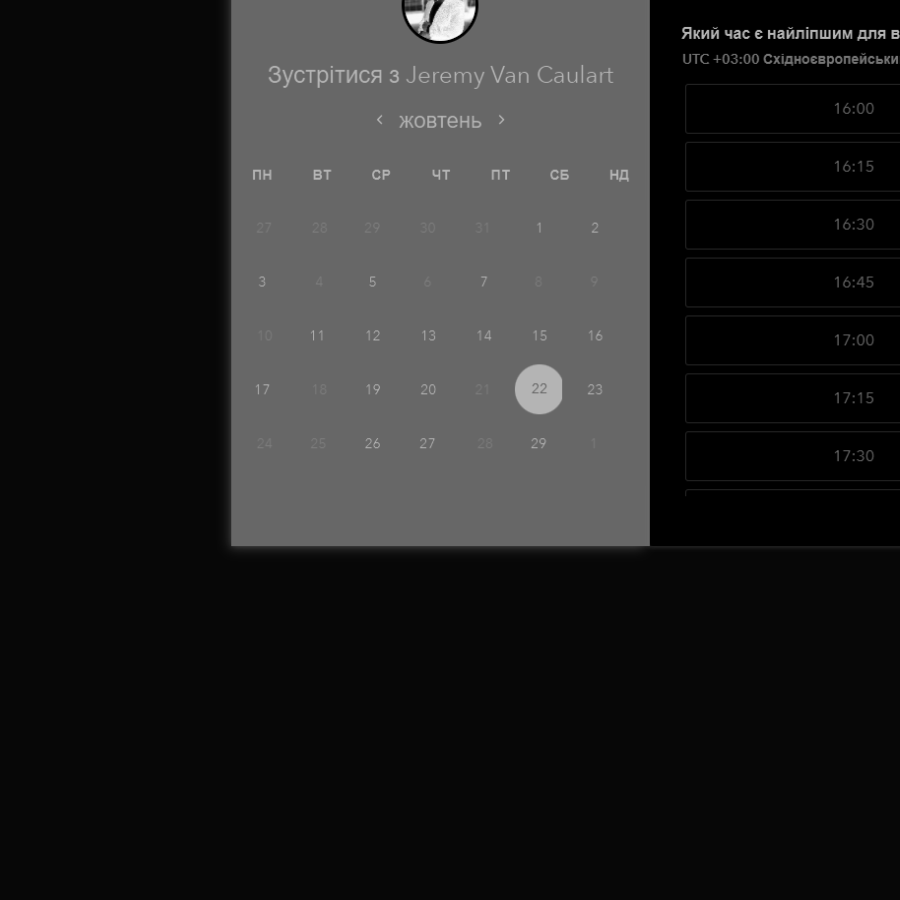 Зустрітися з Jeremy Van Caulart
жовтень
ПН ВТ СР ЧТ ПТ СБ НД
27 28 29 30 31 1 2
3 4 5 6 7 8 9
10 11 12 13 14 15 16
17 18 19 20 21 22 23
24 25 26 27 28 29 1
Який час є найліпшим для в
UTC +03:00 Східноєвропейськи
16:00
16:15
16:30
16:45
17:00
17:15
17:30